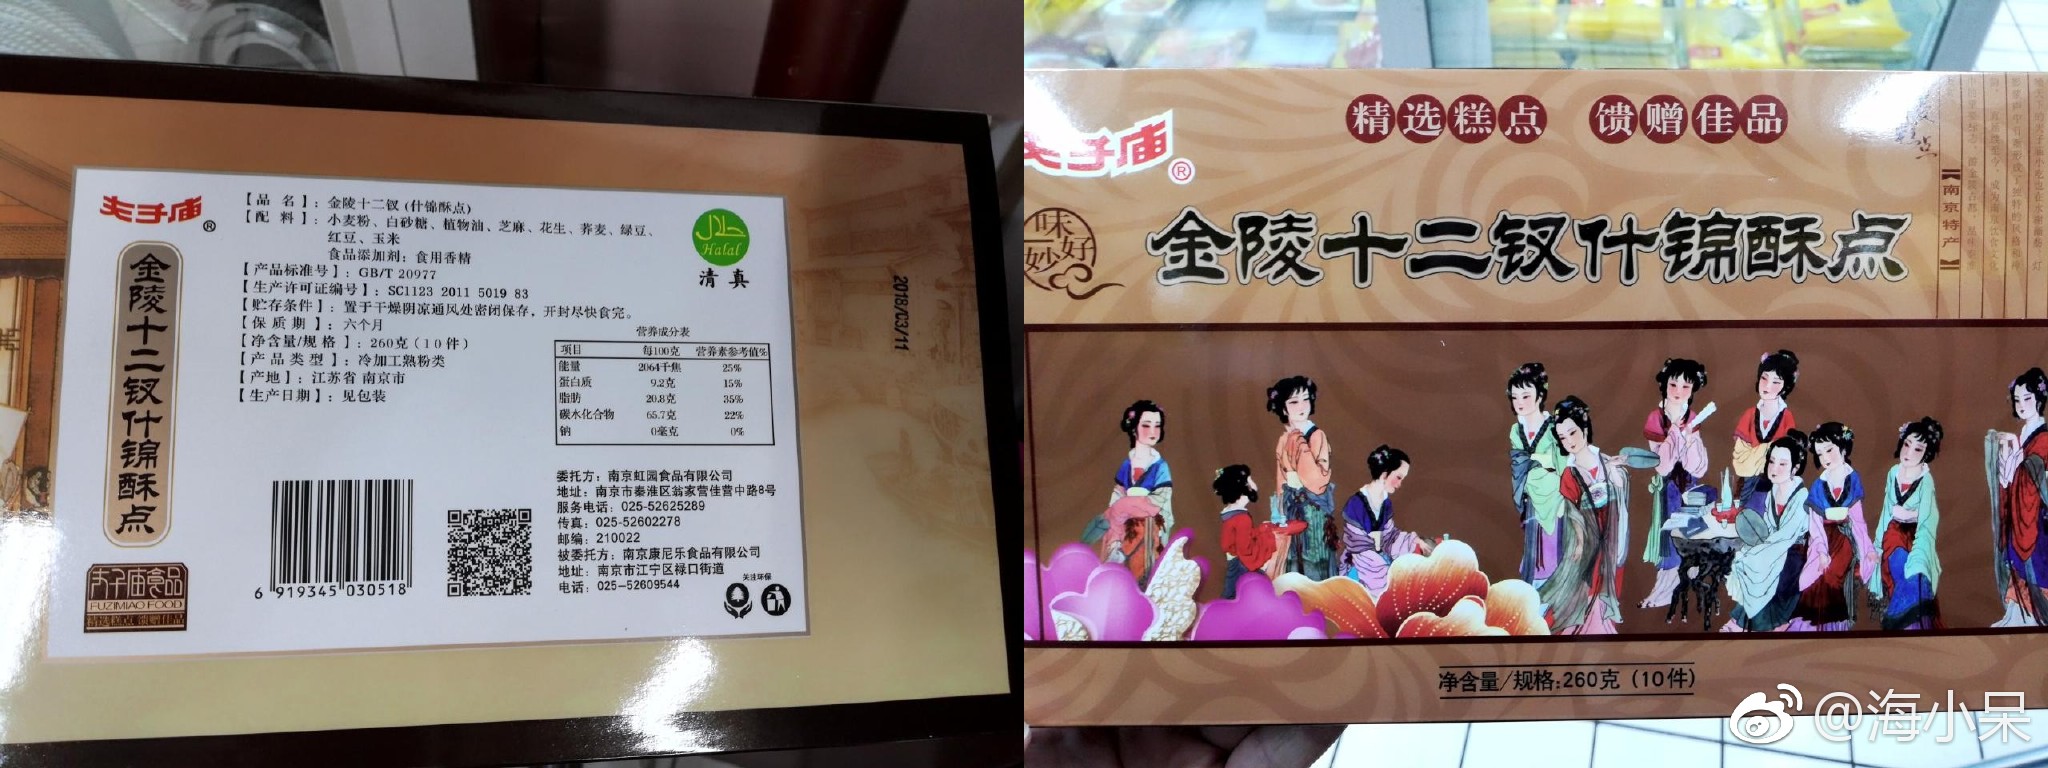 夫子庙®
金陵十二钗什锦酥点
夫子庙食品
FUZIMIAO FOOD
精选糕点 馈赠佳品
【品 名】：金陵十二钗（什锦酥点）
【配 料】：小麦粉、白砂糖、植物油、芝麻、花生、荞麦、绿豆、
红豆、玉米
食品添加剂：食用香精
【产品标准号】：GB/T 20977
【生产许可证编号】：SC1123 2011 5019 83
【贮存条件】：置于干燥阴凉通风处密闭保存，开封尽快食完。
【保 质 期】：六个月
【净含量/规格】：260克（10件）
【产品类型】：冷加工熟粉类
【产地】：江苏省 南京市
【生产日期】：见包装
Halal
清真
营养成分表
项目 每100克 营养素参考值%
能量 2064千焦 25%
蛋白质 9.2克 15%
脂肪 20.8克 35%
碳水化合物 65.7克 22%
钠 0毫克 0%
委托方：南京虹园食品有限公司
地址：南京市秦淮区翁家营佳营中路8号
服务电话：025-52625289
传真：025-52602278
邮编：210022
被委托方：南京康尼乐食品有限公司
地址：南京市江宁区禄口街道
电话：025-52609544
关注环保
6 919345 030518
2018/03/11
精选糕点 馈赠佳品
夫子庙®
味好妙
金陵十二钗什锦酥点
南京特产
净含量/规格:260克（10件）
@海小呆